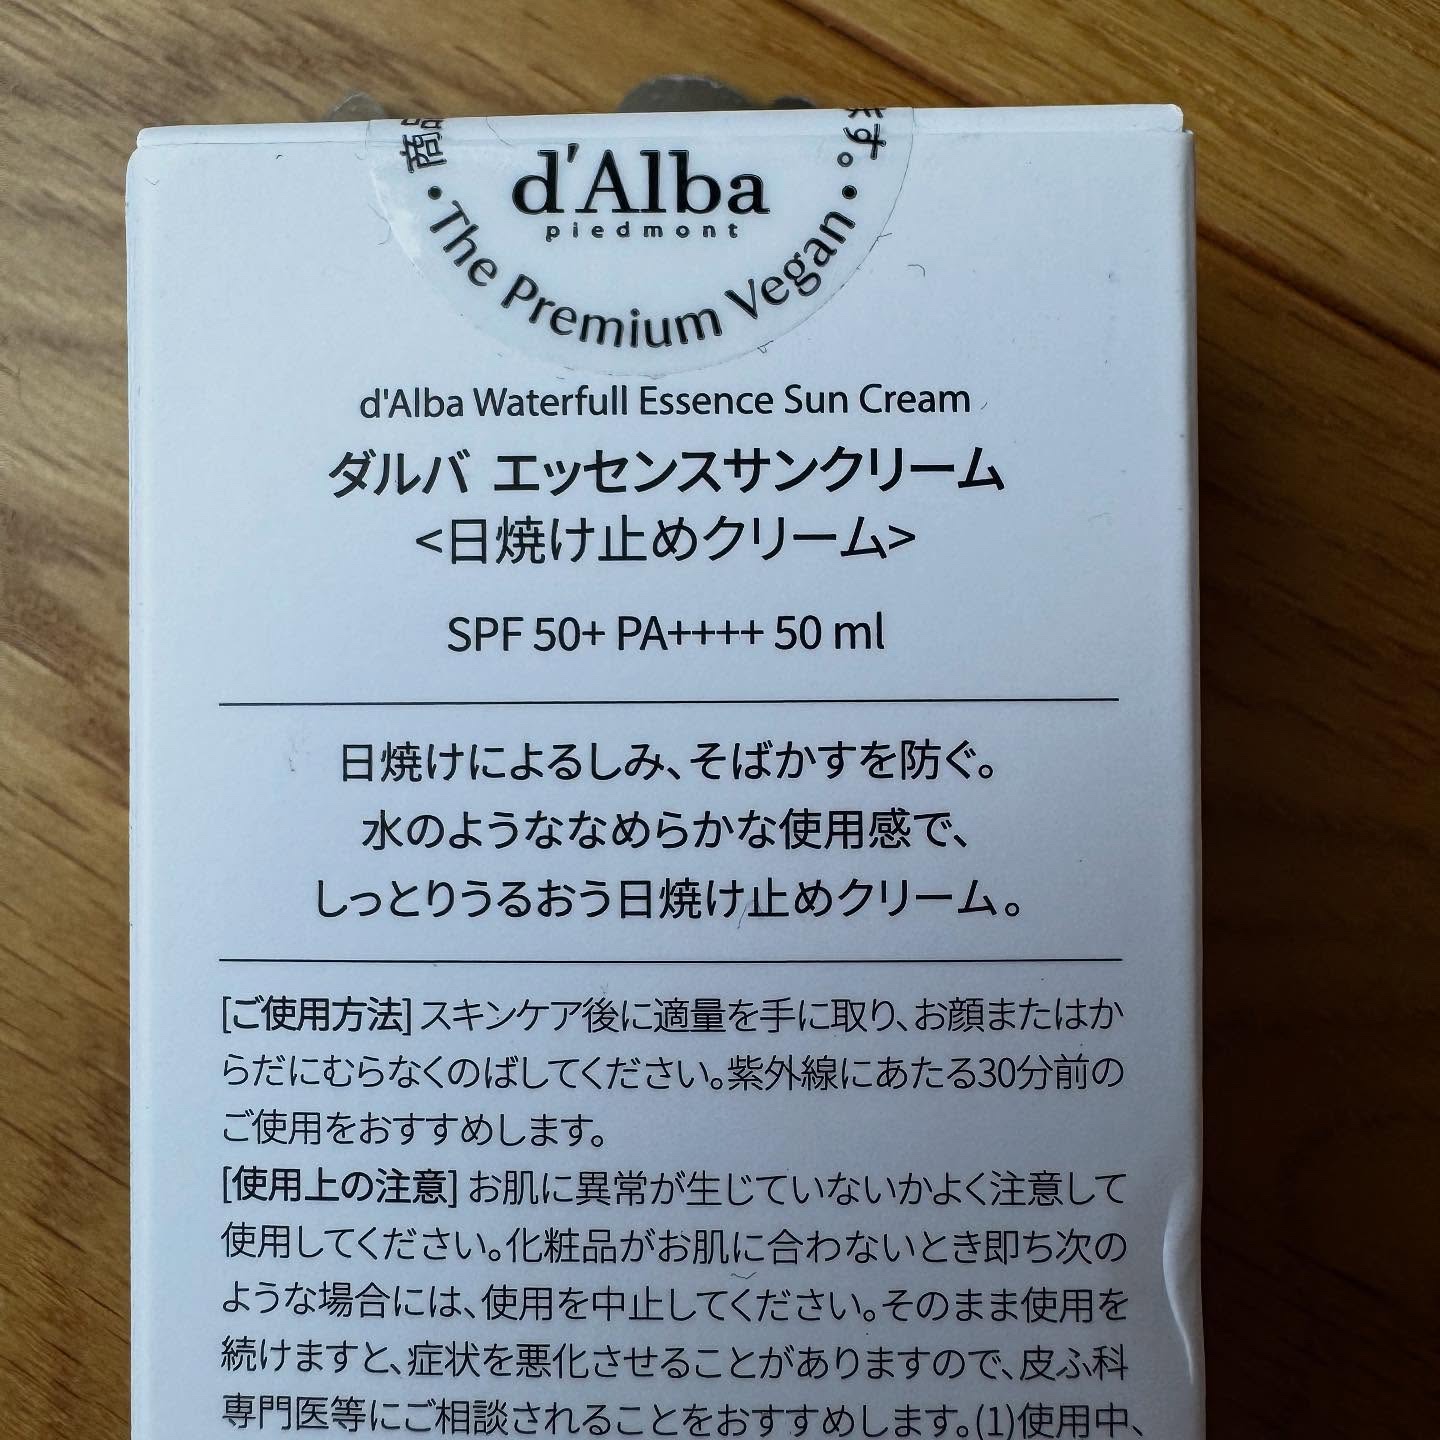 商品
ます。
d'Alba
piedmont
•The Premium Vegan•
d'Alba Waterfull Essence Sun Cream
ダルバ エッセンスサンクリーム
<日焼け止めクリーム>
SPF 50+ PA++++ 50 ml
日焼けによるしみ、そばかすを防ぐ。
水のようななめらかな使用感で、
しっとりうるおう日焼け止めクリーム。
[ご使用方法] スキンケア後に適量を手に取り、お顔またはか
らだにむらなくのばしてください。紫外線にあたる30分前の
ご使用をおすすめします。
[使用上の注意] お肌に異常が生じていないかよく注意して
使用してください。化粧品がお肌に合わないとき即ち次の
ような場合には、使用を中止してください。そのまま使用を
続けますと、症状を悪化させることがありますので、皮ふ科
専門医等にご相談されることをおすすめします。(1)使用中、